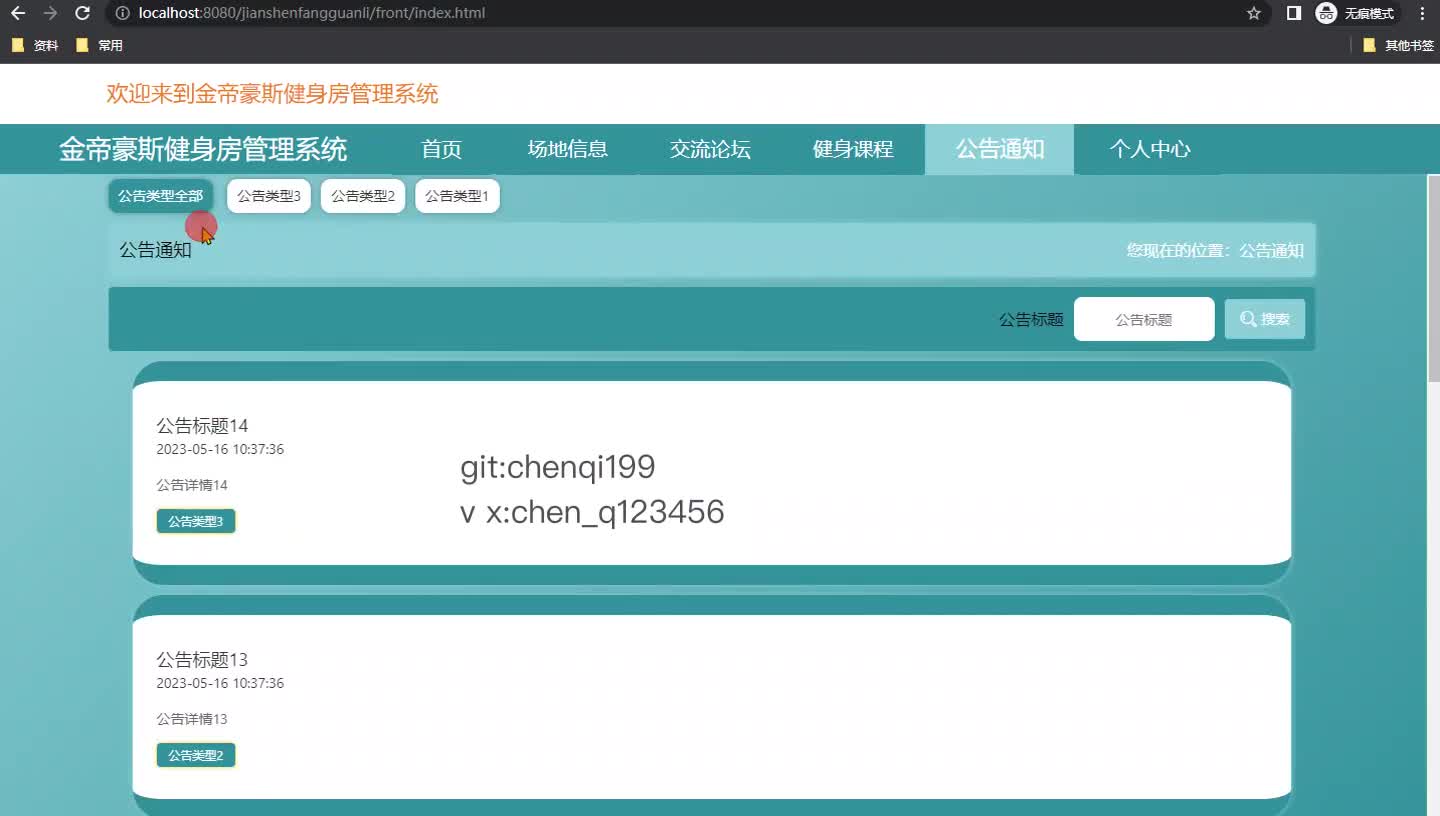 localhost:8080/jianshenfangguanli/front/index.html
无痕模式
资料
常用
其他书签
欢迎来到金帝豪斯健身房管理系统
金帝豪斯健身房管理系统
首页
场地信息
交流论坛
健身课程
公告通知
个人中心
公告类型全部
公告类型3
公告类型2
公告类型1
公告通知
您现在的位置：公告通知
公告标题
公告标题
搜索
公告标题14
2023-05-16 10:37:36
公告详情14
公告类型3
git:chenqi199
v x:chen_q123456
公告标题13
2023-05-16 10:37:36
公告详情13
公告类型2